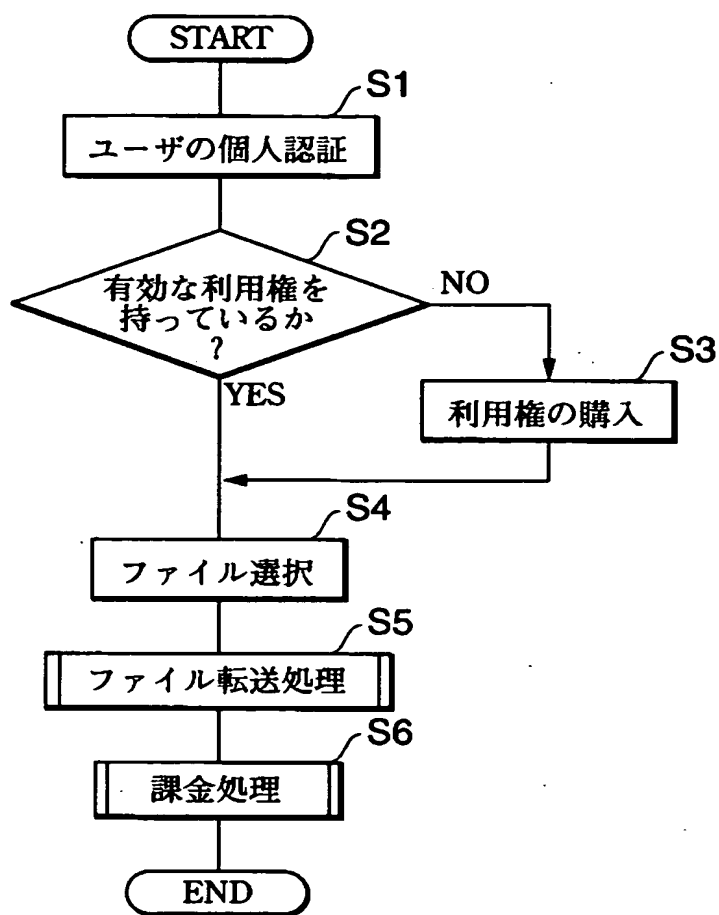 START
S1
ユーザの個人認証
S2
有効な利用権を
持っているか
?
NO
YES
S3
利用権の購入
S4
ファイル選択
S5
ファイル転送処理
S6
課金処理
END